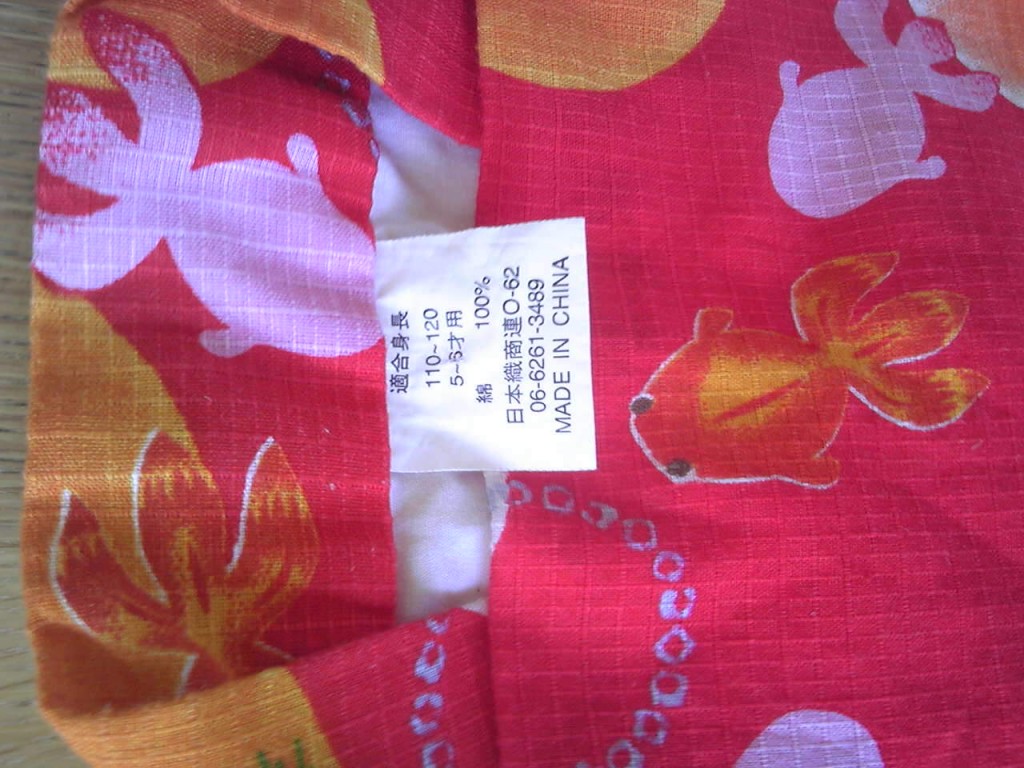 適合身長
110~120
5~6才用
綿 100%
日本織商連O-62
06-6261-3489
MADE IN CHINA